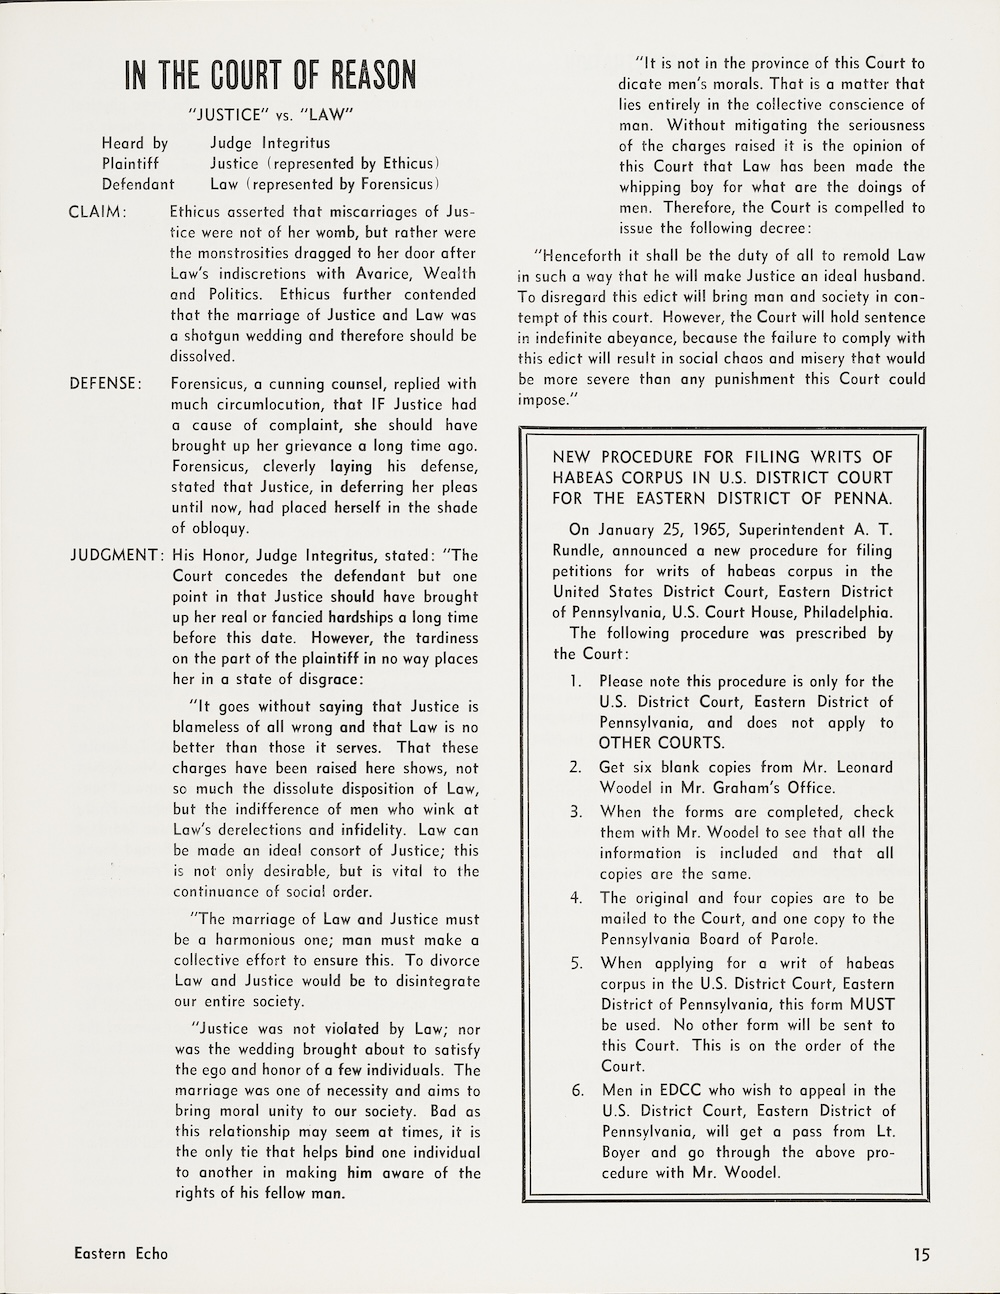 IN THE COURT OF REASON
"JUSTICE" vs. "LAW"
Heard by Judge Integritus
Plaintiff Justice (represented by Ethicus)
Defendant Law (represented by Forensicus)
CLAIM: Ethicus asserted that miscarriages of Jus-
tice were not of her womb, but rather were
the monstrosities dragged to her door after
Law's indiscretions with Avarice, Wealth
and Politics. Ethicus further contended
that the marriage of Justice and Law was
a shotgun wedding and therefore should be
dissolved.
DEFENSE: Forensicus, a cunning counsel, replied with
much circumlocution, that IF Justice had
a cause of complaint, she should have
brought up her grievance a long time ago.
Forensicus, cleverly laying his defense,
stated that Justice, in deferring her pleas
until now, had placed herself in the shade
of obloquy.
JUDGMENT: His Honor, Judge Integritus, stated: "The
Court concedes the defendant but one
point in that Justice should have brought
up her real or fancied hardships a long time
before this date. However, the tardiness
on the part of the plaintiff in no way places
her in a state of disgrace:
"It goes without saying that Justice is
blameless of all wrong and that Law is no
better than those it serves. That these
charges have been raised here shows, not
so much the dissolute disposition of Law,
but the indifference of men who wink at
Law's derelections and infidelity. Law can
be made an ideal consort of Justice; this
is not only desirable, but is vital to the
continuance of social order.
"The marriage of Law and Justice must
be a harmonious one; man must make a
collective effort to ensure this. To divorce
Law and Justice would be to disintegrate
our entire society.
"Justice was not violated by Law; nor
was the wedding brought about to satisfy
the ego and honor of a few individuals. The
marriage was one of necessity and aims to
bring moral unity to our society. Bad as
this relationship may seem at times, it is
the only tie that helps bind one individual
to another in making him aware of the
rights of his fellow man.
"It is not in the province of this Court to
dicate men's morals. That is a matter that
lies entirely in the collective conscience of
man. Without mitigating the seriousness
of the charges raised it is the opinion of
this Court that Law has been made the
whipping boy for what are the doings of
men. Therefore, the Court is compelled to
issue the following decree:
"Henceforth it shall be the duty of all to remold Law
in such a way that he will make Justice an ideal husband.
To disregard this edict will bring man and society in con-
tempt of this court. However, the Court will hold sentence
in indefinite abeyance, because the failure to comply with
this edict will result in social chaos and misery that would
be more severe than any punishment this Court could
impose."
NEW PROCEDURE FOR FILING WRITS OF
HABEAS CORPUS IN U.S. DISTRICT COURT
FOR THE EASTERN DISTRICT OF PENNA.
On January 25, 1965, Superintendent A. T.
Rundle, announced a new procedure for filing
petitions for writs of habeas corpus in the
United States District Court, Eastern District
of Pennsylvania, U.S. Court House, Philadelphia.
The following procedure was prescribed by
the Court:
1. Please note this procedure is only for the
U.S. District Court, Eastern District of
Pennsylvania, and does not apply to
OTHER COURTS.
2. Get six blank copies from Mr. Leonard
Woodel in Mr. Graham's Office.
3. When the forms are completed, check
them with Mr. Woodel to see that all the
information is included and that all
copies are the same.
4. The original and four copies are to be
mailed to the Court, and one copy to the
Pennsylvania Board of Parole.
5. When applying for a writ of habeas
corpus in the U.S. District Court, Eastern
District of Pennsylvania, this form MUST
be used. No other form will be sent to
this Court. This is on the order of the
Court.
6. Men in EDCC who wish to appeal in the
U.S. District Court, Eastern District of
Pennsylvania, will get a pass from Lt.
Boyer and go through the above pro-
cedure with Mr. Woodel.
Eastern Echo 15